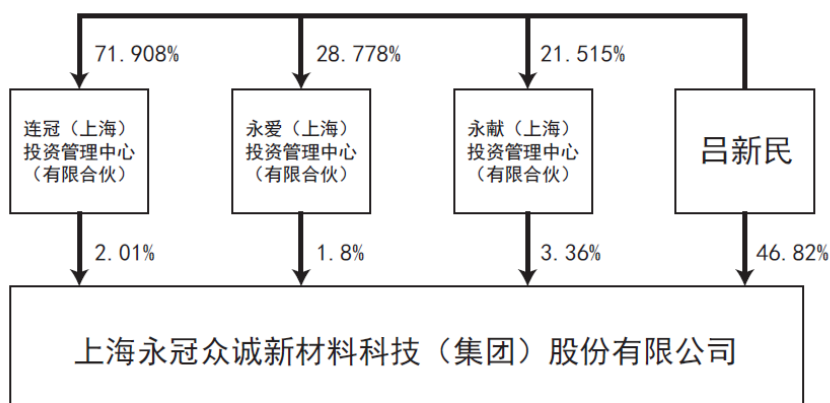 71.908%
28.778%
21.515%
连冠（上海）
投资管理中心
（有限合伙）
永爱（上海）
投资管理中心
（有限合伙）
永献（上海）
投资管理中心
（有限合伙）
吕新民
2.01%
1.8%
3.36%
46.82%
上海永冠众诚新材料科技（集团）股份有限公司